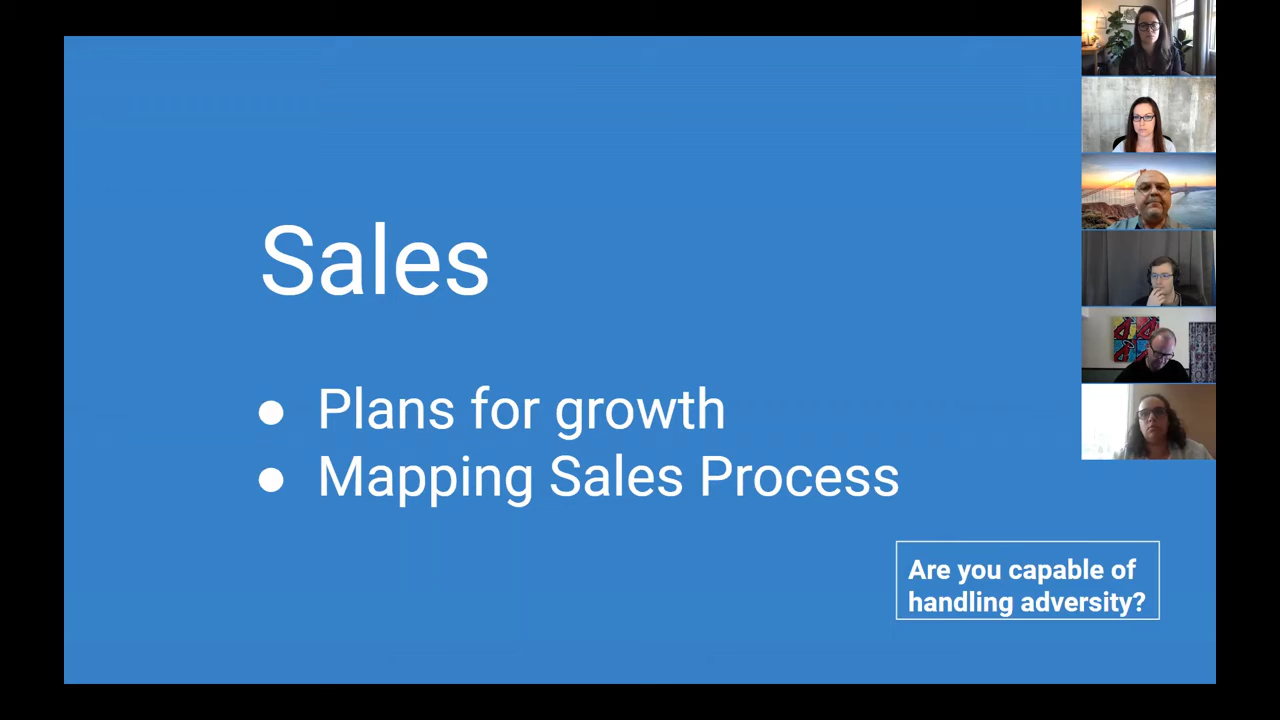 Sales
● Plans for growth
● Mapping Sales Process
Are you capable of
handling adversity?